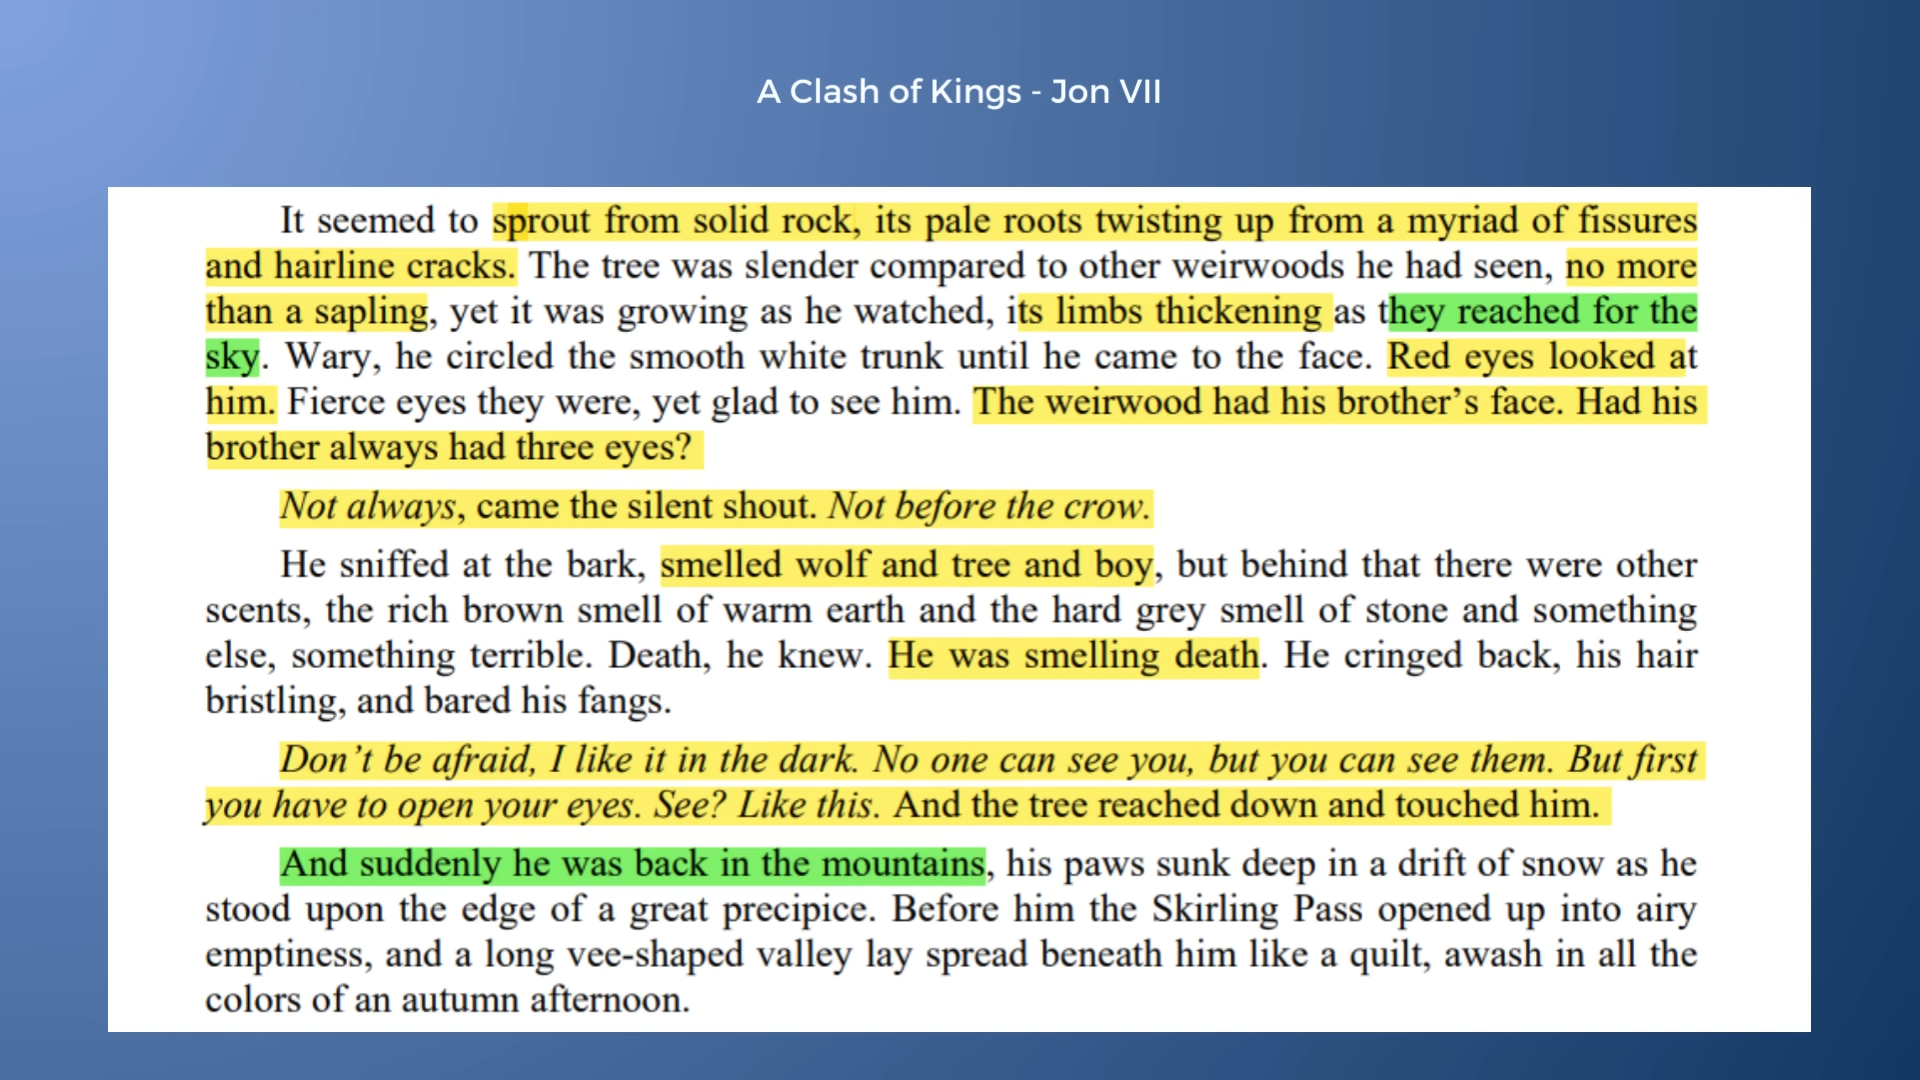 A Clash of Kings - Jon VII
It seemed to sprout from solid rock, its pale roots twisting up from a myriad of fissures
and hairline cracks. The tree was slender compared to other weirwoods he had seen, no more
than a sapling, yet it was growing as he watched, its limbs thickening as they reached for the
sky. Wary, he circled the smooth white trunk until he came to the face. Red eyes looked at
him. Fierce eyes they were, yet glad to see him. The weirwood had his brother’s face. Had his
brother always had three eyes?
Not always, came the silent shout. Not before the crow.
He sniffed at the bark, smelled wolf and tree and boy, but behind that there were other
scents, the rich brown smell of warm earth and the hard grey smell of stone and something
else, something terrible. Death, he knew. He was smelling death. He cringed back, his hair
bristling, and bared his fangs.
Don’t be afraid, I like it in the dark. No one can see you, but you can see them. But first
you have to open your eyes. See? Like this. And the tree reached down and touched him.
And suddenly he was back in the mountains, his paws sunk deep in a drift of snow as he
stood upon the edge of a great precipice. Before him the Skirling Pass opened up into airy
emptiness, and a long vee-shaped valley lay spread beneath him like a quilt, awash in all the
colors of an autumn afternoon.